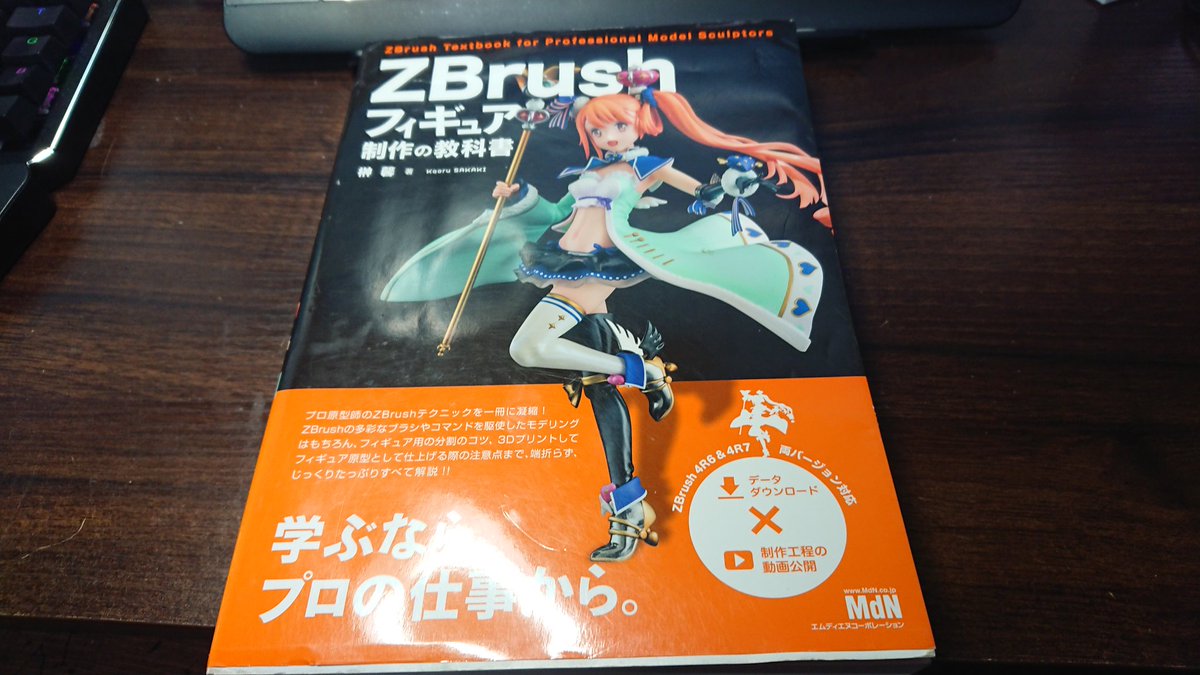 ZBrush Textbook for Professional Model Sculptors
ZBrush
フィギュア
制作の教科書
榊 馨 著 Kaoru SAKAKI
プロ原型師のZBrushテクニックを一冊に凝縮！
ZBrushの多彩なブラシやコマンドを駆使したモデリング
はもちろん、フィギュア用の分割のコツ、3Dプリントして
フィギュア原型として仕上げる際の注意点まで、端折らず、
じっくりたっぷりすべて解説！！
学ぶなら、
プロの仕事から。
ZBrush 4R6＆4R7 両バージョン対応
データ
ダウンロード
×
制作工程の
動画公開
www.MdN.co.jp
MdN
エムディエヌコーポレーション